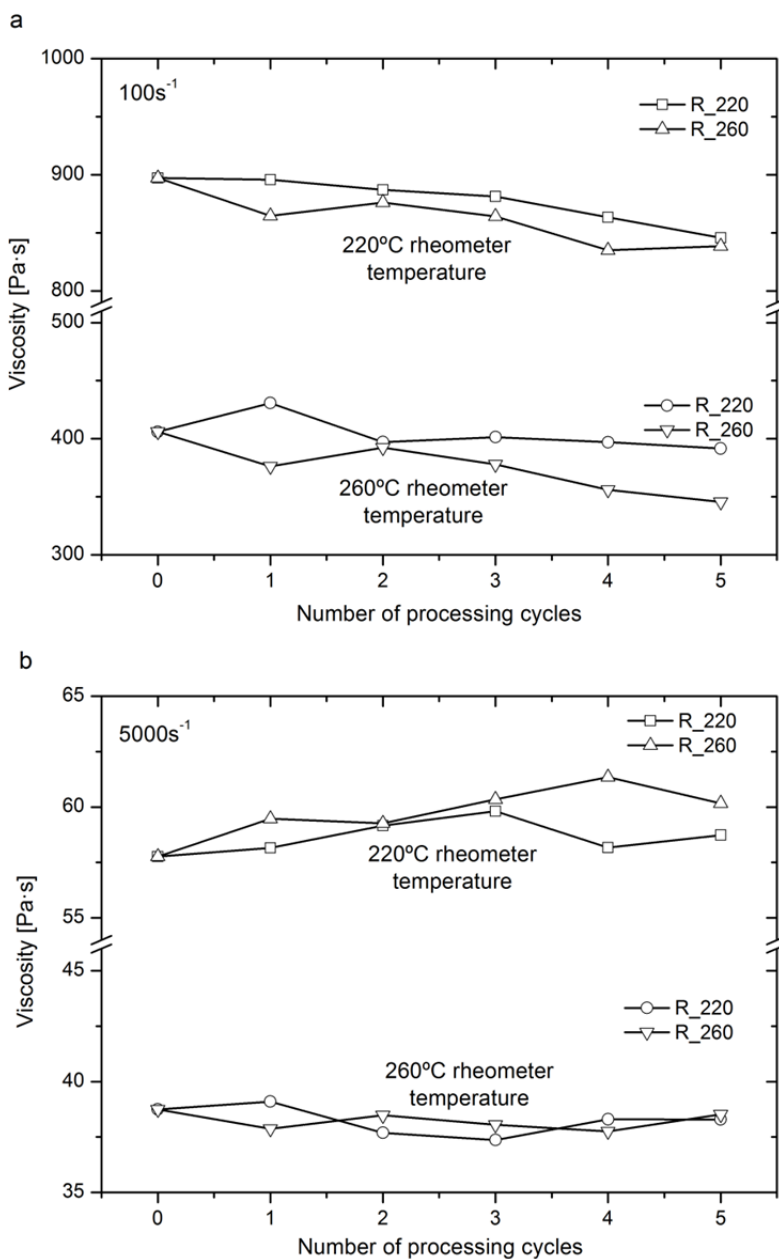 a
1000
100s⁻¹
R_220
R_260
900
220ºC rheometer
temperature
800
Viscosity [Pa·s]
500
R_220
R_260
400
260ºC rheometer
temperature
300
0 1 2 3 4 5
Number of processing cycles
b
65
5000s⁻¹
R_220
R_260
60
220ºC rheometer
temperature
55
Viscosity [Pa·s]
45
R_220
R_260
260ºC rheometer
temperature
40
35
0 1 2 3 4 5
Number of processing cycles